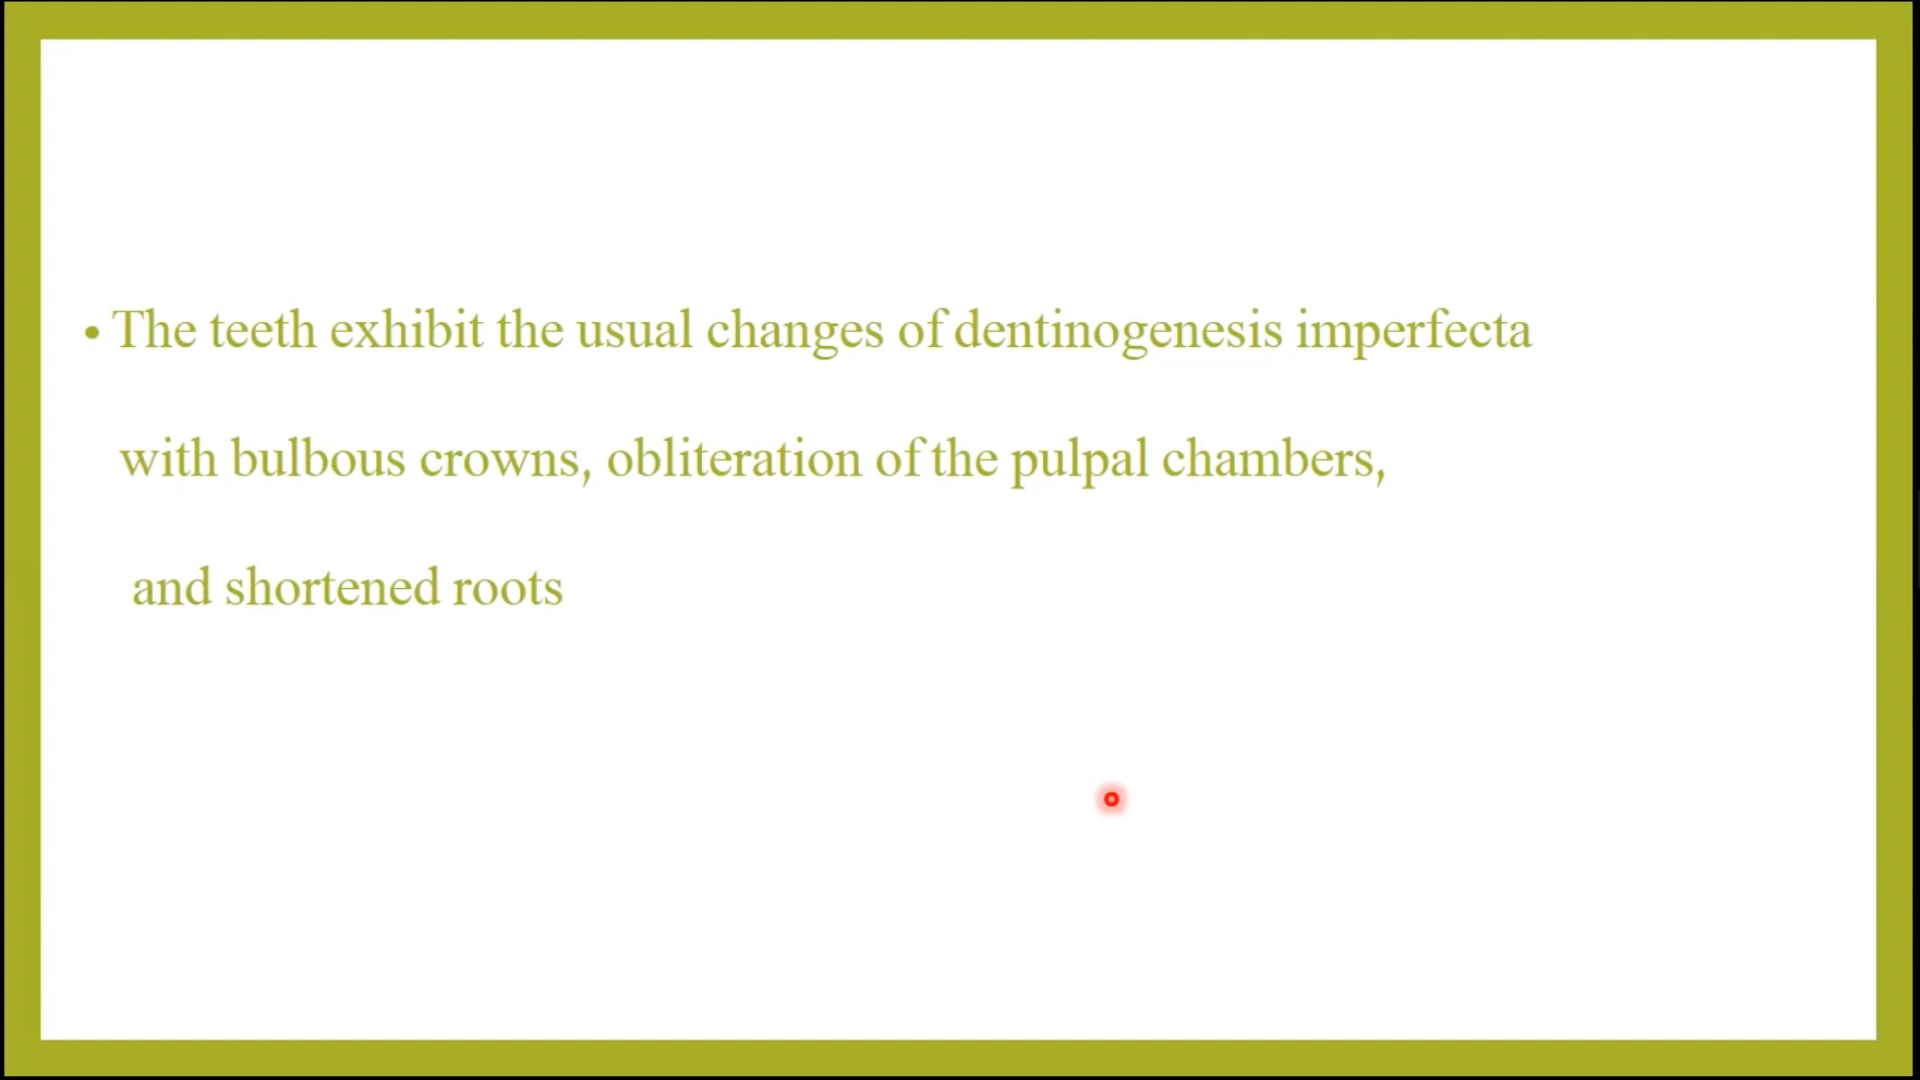 • The teeth exhibit the usual changes of dentinogenesis imperfecta
with bulbous crowns, obliteration of the pulpal chambers,
and shortened roots